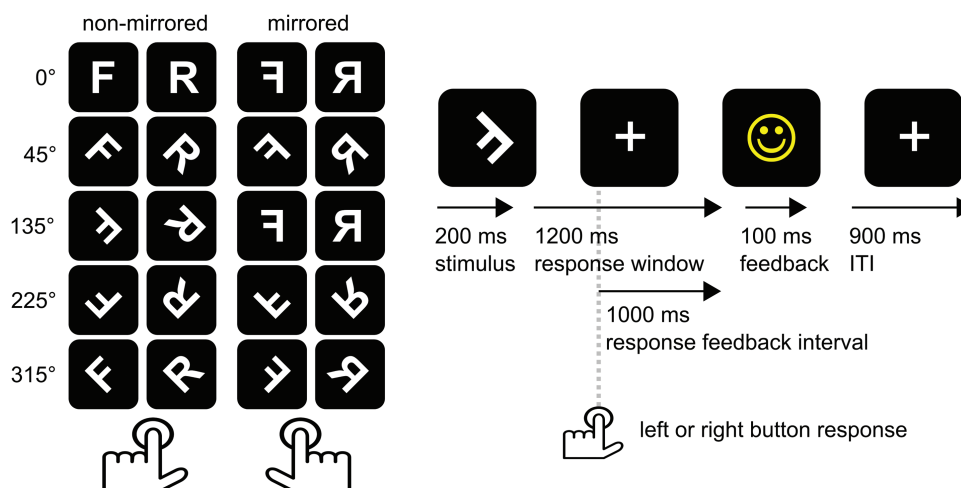 non-mirrored mirrored
0° F R
45° F R F R
135° F R
225° F R F R
315° F R F R
200 ms 1200 ms 100 ms 900 ms
stimulus response window feedback ITI
1000 ms
response feedback interval
left or right button response